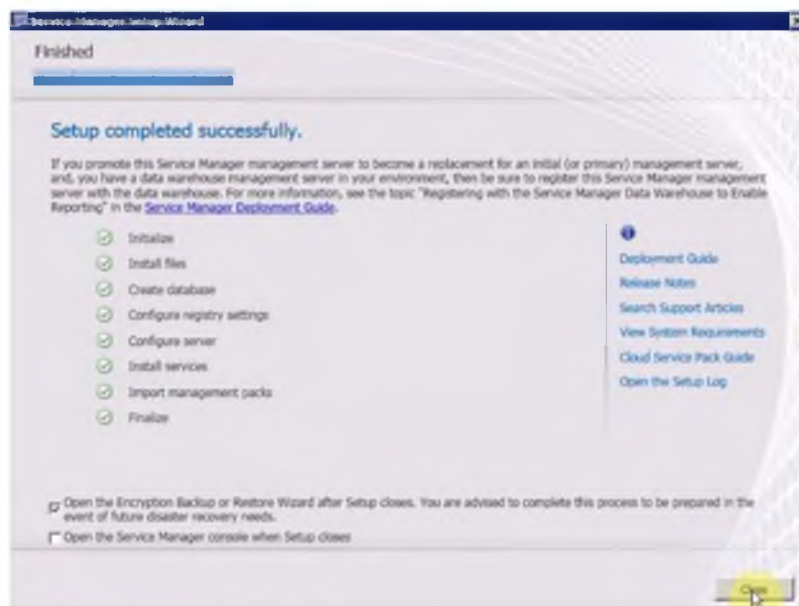 Service Manager Setup Wizard
Finished
Setup completed successfully.
If you promote this Service Manager management server to become a replacement for an initial (or primary) management server,
and, you have a data warehouse management server in your environment, then be sure to register this Service Manager management
server with the data warehouse. For more information, see the topic "Registering with the Service Manager Data Warehouse to Enable
Reporting" in the Service Manager Deployment Guide.
Initialize
Install files
Create database
Configure registry settings
Configure server
Install services
Import management packs
Finalize
Deployment Guide
Release Notes
Search Support Articles
View System Requirements
Cloud Service Pack Guide
Open the Setup Log
Open the Encryption Backup or Restore Wizard after Setup closes. You are advised to complete this process to be prepared in the
event of future disaster recovery needs.
Open the Service Manager console when Setup closes
Close